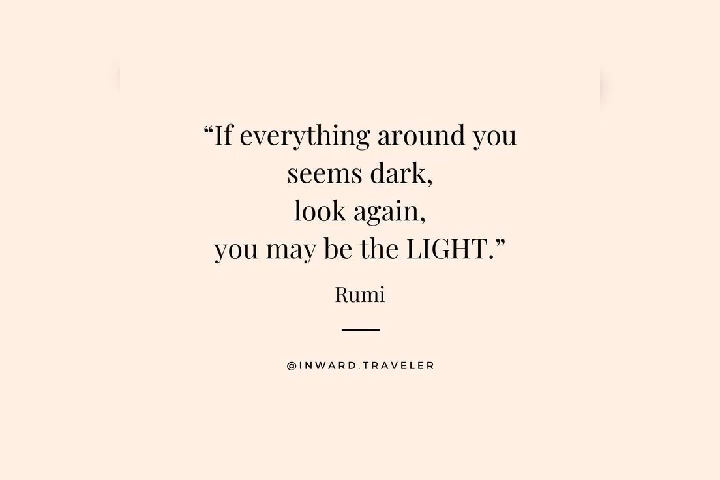 “If everything around you
seems dark,
look again,
you may be the LIGHT.”
Rumi
@INWARD.TRAVELER